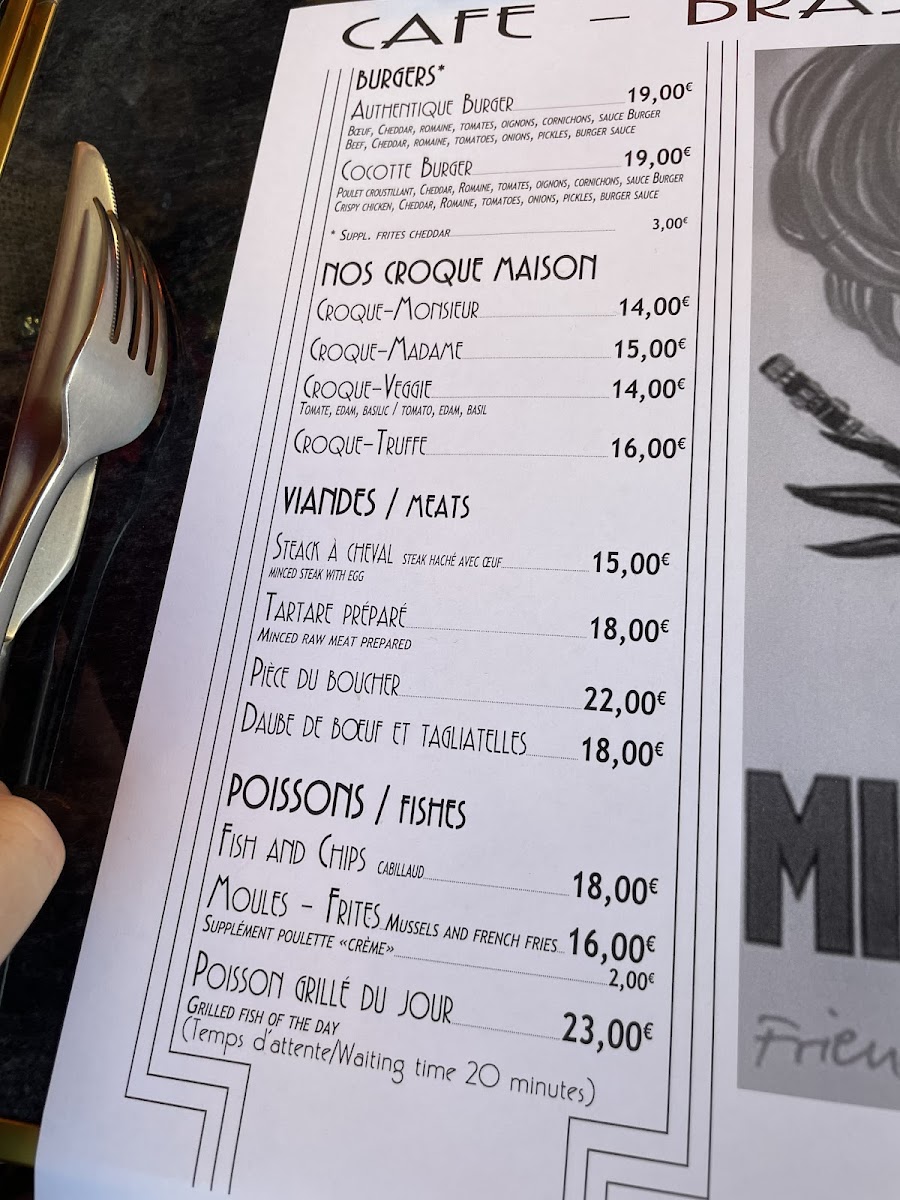 CAFE –
BURGERS*
AUTHENTIQUE BURGER 19,00€
BŒUF, CHEDDAR, ROMAINE, TOMATES, OIGNONS, CORNICHONS, SAUCE BURGER
BEEF, CHEDDAR, ROMAINE, TOMATOES, ONIONS, PICKLES, BURGER SAUCE
COCOTTE BURGER 19,00€
POULET CROUSTILLANT, CHEDDAR, ROMAINE, TOMATES, OIGNONS, CORNICHONS, SAUCE BURGER
CRISPY CHICKEN, CHEDDAR, ROMAINE, TOMATOES, ONIONS, PICKLES, BURGER SAUCE
* SUPPL. FRITES CHEDDAR 3,00€
NOS CROQUE MAISON
CROQUE-MONSIEUR 14,00€
CROQUE-MADAME 15,00€
CROQUE-VEGGIE 14,00€
TOMATE, EDAM, BASILIC / TOMATO, EDAM, BASIL
CROQUE-TRUFFE 16,00€
VIANDES / MEATS
STEACK À CHEVAL STEAK HACHÉ AVEC ŒUF 15,00€
MINCED STEAK WITH EGG
TARTARE PRÉPARÉ 18,00€
MINCED RAW MEAT PREPARED
PIÈCE DU BOUCHER 22,00€
DAUBE DE BŒUF ET TAGLIATELLES 18,00€
POISSONS / FISHES
FISH AND CHIPS CABILLAUD 18,00€
MOULES - FRITES MUSSELS AND FRENCH FRIES 16,00€
SUPPLÉMENT POULETTE «CRÈME» 2,00€
POISSON GRILLÉ DU JOUR 23,00€
GRILLED FISH OF THE DAY
(Temps d'attente/Waiting time 20 minutes)